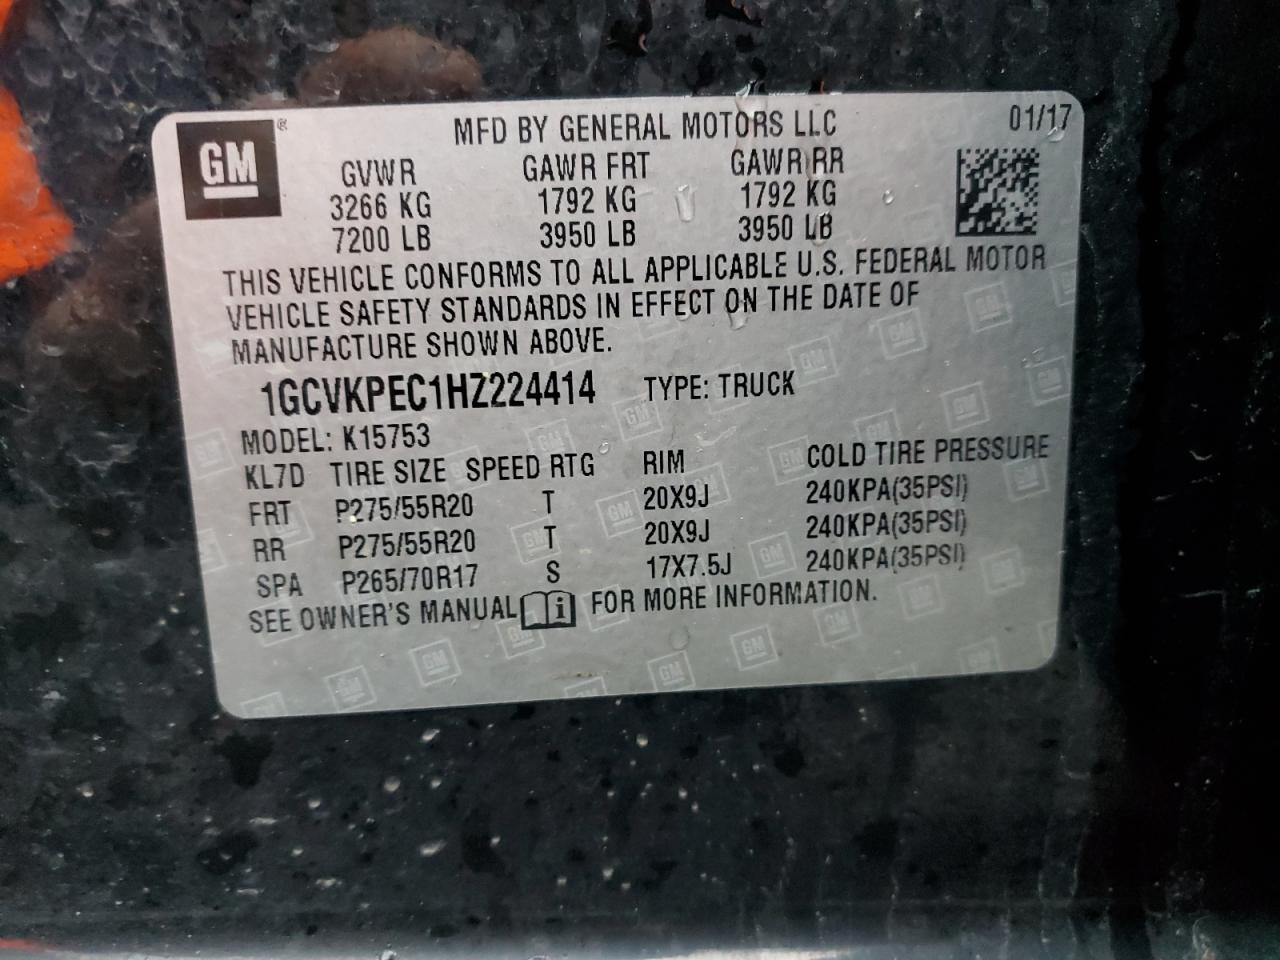 GM ® MFD BY GENERAL MOTORS LLC 01/17
GVWR GAWR FRT GAWR RR
3266 KG 1792 KG 1792 KG
7200 LB 3950 LB 3950 LB
THIS VEHICLE CONFORMS TO ALL APPLICABLE U.S. FEDERAL MOTOR
VEHICLE SAFETY STANDARDS IN EFFECT ON THE DATE OF
MANUFACTURE SHOWN ABOVE.
1GCVKPEC1HZ224414 TYPE: TRUCK
MODEL: K15753
KL7D TIRE SIZE SPEED RTG RIM COLD TIRE PRESSURE
FRT P275/55R20 T 20X9J 240KPA(35PSI)
RR P275/55R20 T 20X9J 240KPA(35PSI)
SPA P265/70R17 S 17X7.5J 240KPA(35PSI)
SEE OWNER'S MANUAL i FOR MORE INFORMATION.